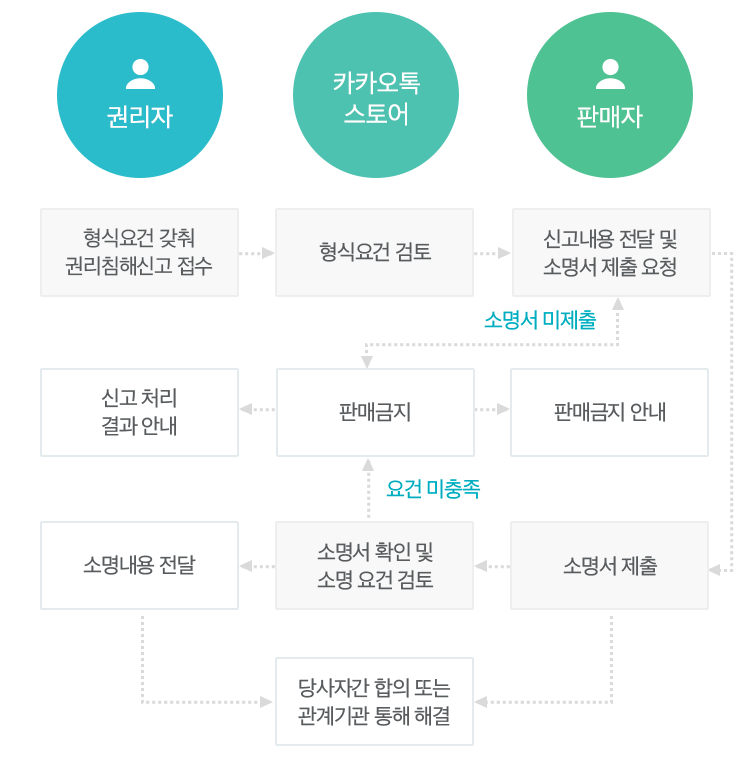 권리자
카카오톡
스토어
판매자
형식요건 갖춰
권리침해신고 접수
형식요건 검토
신고내용 전달 및
소명서 제출 요청
소명서 미제출
신고 처리
결과 안내
판매금지
판매금지 안내
요건 미충족
소명내용 전달
소명서 확인 및
소명 요건 검토
소명서 제출
당사자간 합의 또는
관계기관 통해 해결